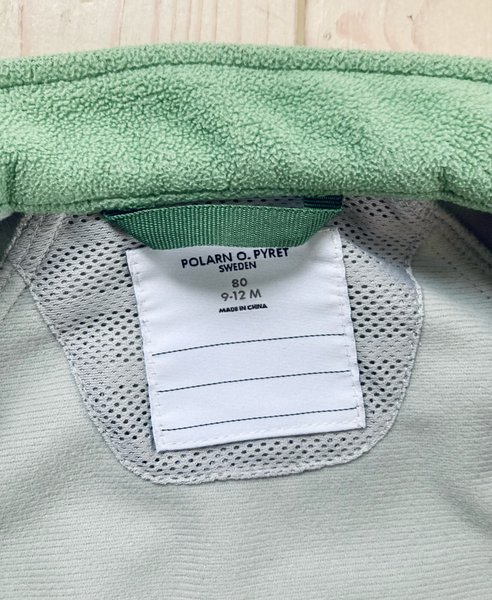 POLARN O. PYRET
SWEDEN
80
9-12 M
MADE IN CHINA